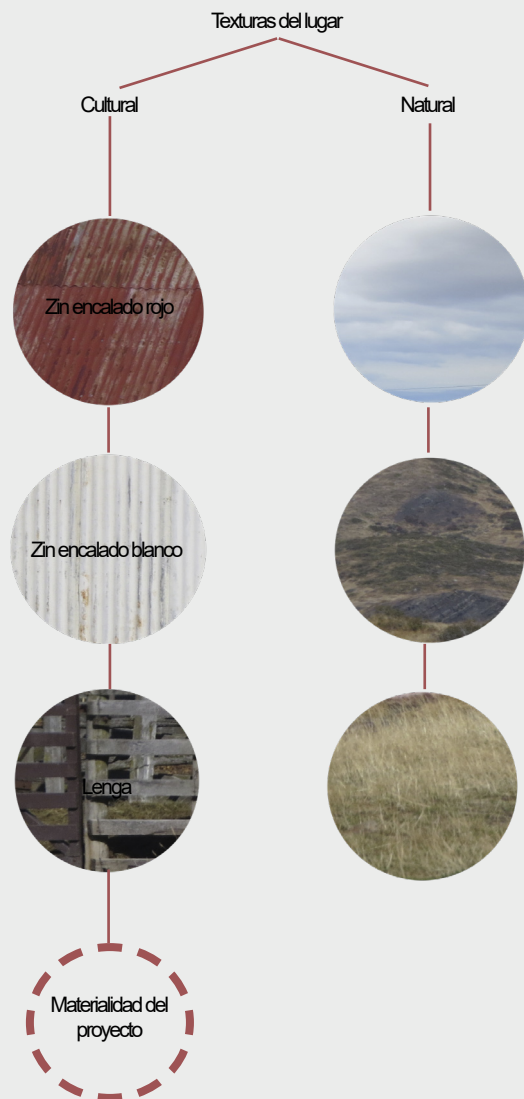 Texturas del lugar
Cultural
Natural
Zin encalado rojo
Zin encalado blanco
Lenga
Materialidad del
proyecto